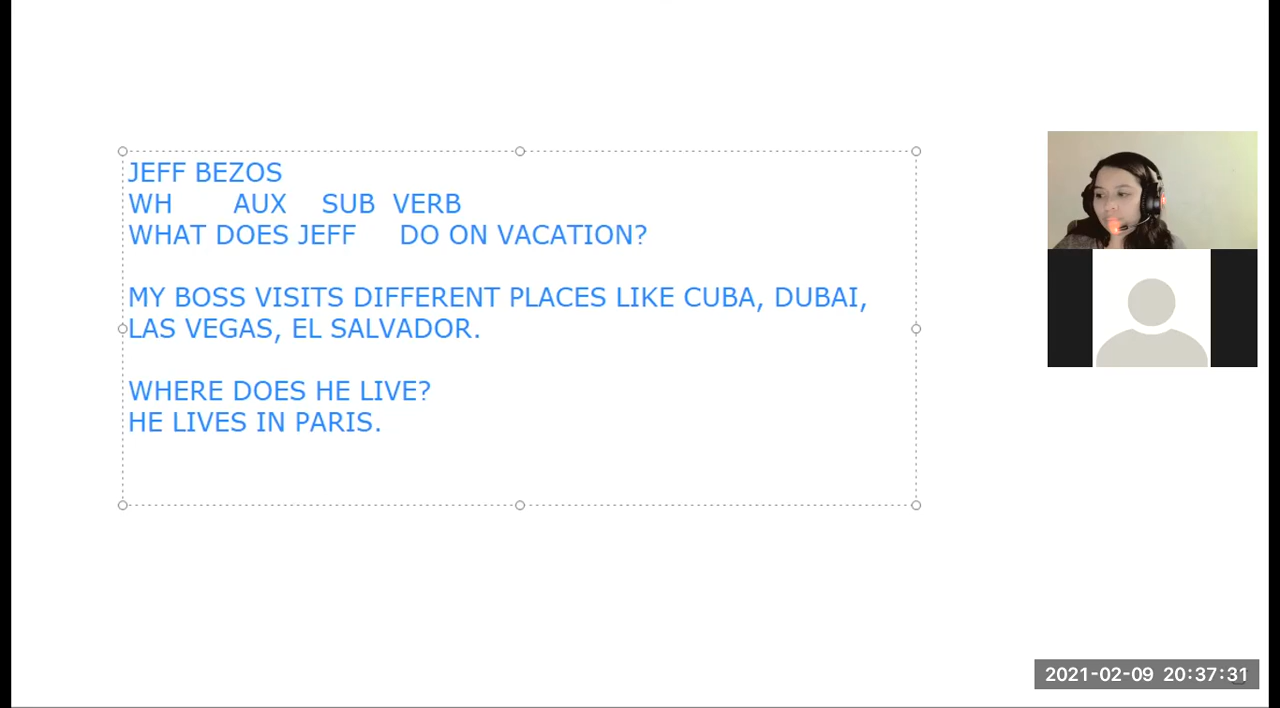 JEFF BEZOS
WH AUX SUB VERB
WHAT DOES JEFF DO ON VACATION?
MY BOSS VISITS DIFFERENT PLACES LIKE CUBA, DUBAI,
LAS VEGAS, EL SALVADOR.
WHERE DOES HE LIVE?
HE LIVES IN PARIS.
2021-02-09 20:37:31